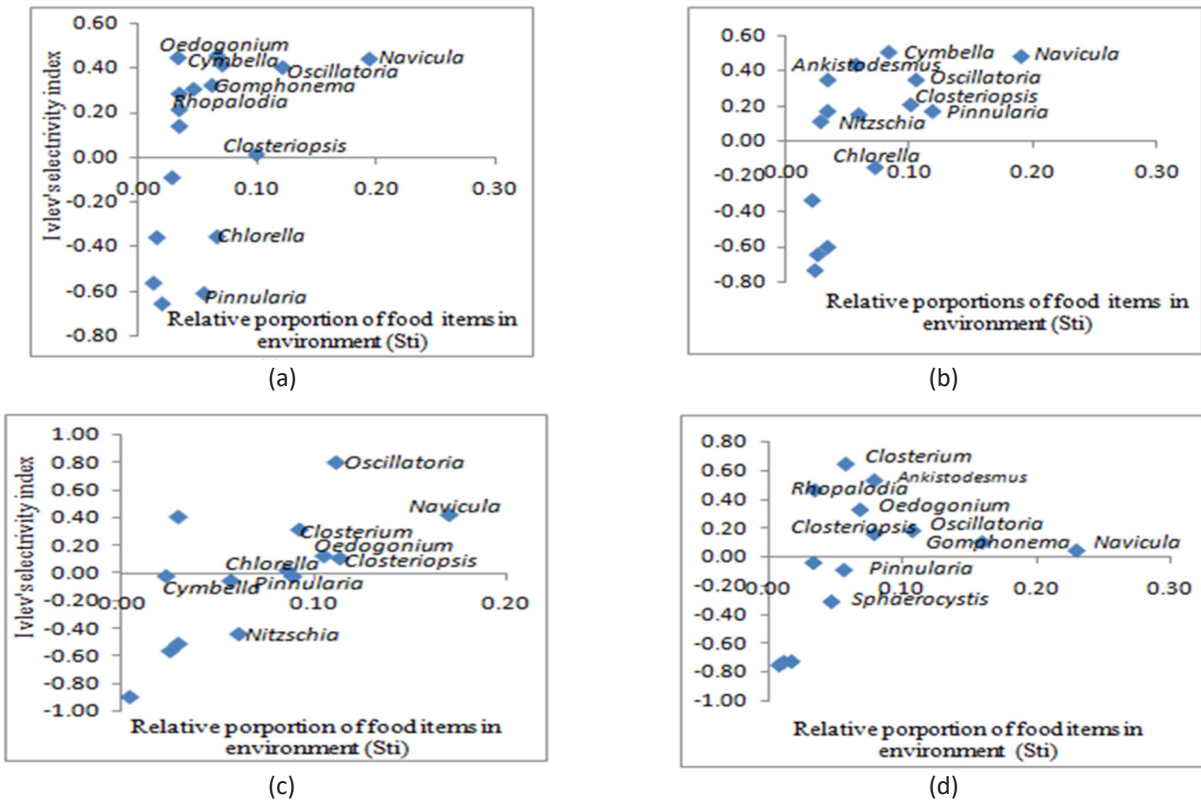 0.60
0.40
0.20
0.00
-0.20
-0.40
-0.60
-0.80
Ivlev'selectrivity index
Oedogonium
Cymbella
Navicula
Oscillatoria
Gomphonema
Rhopalodia
Closteriopsis
0.00 0.10 0.20 0.30
Chlorella
Pinnularia
Relative porportion of food items in
environment (Sti)
(a)
0.60
0.40
0.20
0.00
-0.20
-0.40
-0.60
-0.80
Cymbella
Navicula
Ankistodesmus
Oscillatoria
Closteriopsis
Pinnularia
Nitzschia
Chlorella
0.00 0.10 0.20 0.30
Relative porportions of food items in
environment (Sti)
(b)
1.00
0.80
0.60
0.40
0.20
0.00
-0.20
-0.40
-0.60
-0.80
-1.00
Ivlev'selectrivity index
Oscillatoria
Navicula
Closterium
Oedogonium
Chlorella
Closteriopsis
Pinnularia
Cymbella
0.00 0.10 0.20
Nitzschia
Relative porportion of food items in
environment (Sti)
(c)
0.80
0.60
0.40
0.20
0.00
-0.20
-0.40
-0.60
-0.80
-1.00
Closterium
Ankistodesmus
Rhopalodia
Oedogonium
Closteriopsis
Oscillatoria
Gomphonema
Navicula
0.00 0.10 0.20 0.30
Pinnularia
Sphaerocystis
Relative porportion of food items in
environment (Sti)
(d)